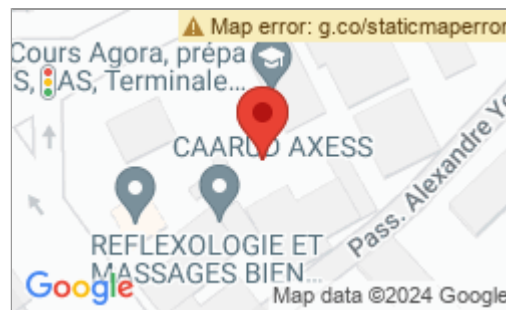 Map error: g.co/staticmaperror
Cours Agora, prépa
S, AS, Terminale...
CAARUD AXESS
Pass. Alexandre Ye
REFLEXOLOGIE ET
MASSAGES BIEN...
Google
Map data ©2024 Google